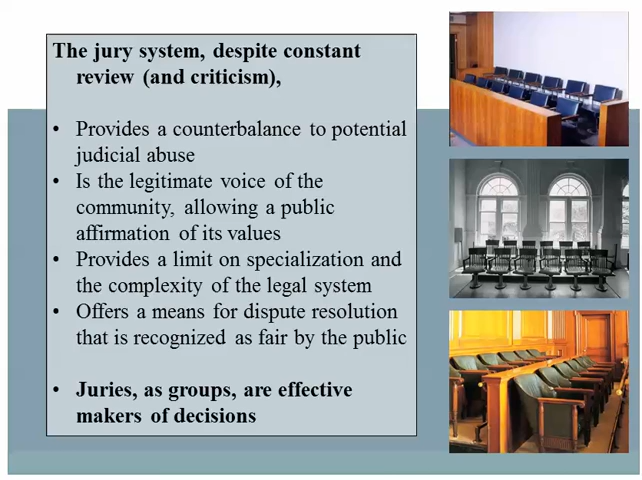 The jury system, despite constant
review (and criticism),
• Provides a counterbalance to potential
judicial abuse
• Is the legitimate voice of the
community, allowing a public
affirmation of its values
• Provides a limit on specialization and
the complexity of the legal system
• Offers a means for dispute resolution
that is recognized as fair by the public
• Juries, as groups, are effective
makers of decisions